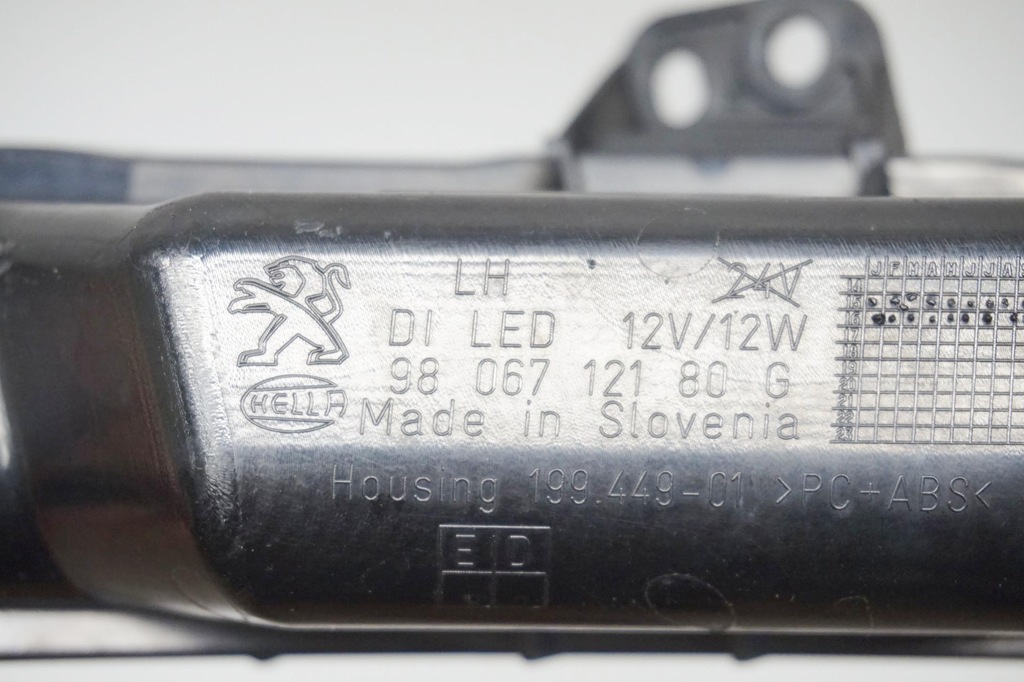 LH 24V
DI LED 12V/12W
98 067 121 80 G
HELLA
Made in Slovenia
Housing 199.449-01 >PC+ABS<
E D
J F M A M J J A S